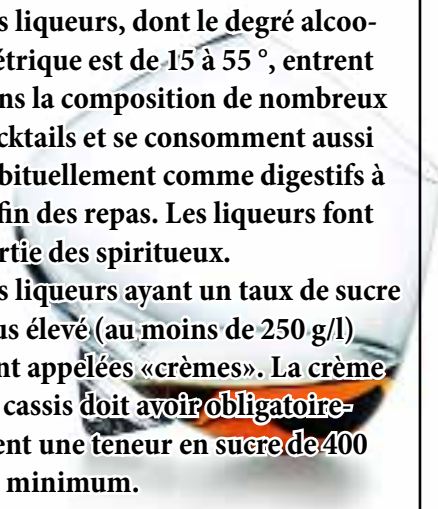 s liqueurs, dont le degré alcoo-
étrique est de 15 à 55 °, entrent
ns la composition de nombreux
cktails et se consomment aussi
bituellement comme digestifs à
fin des repas. Les liqueurs font
rtie des spiritueux.
s liqueurs ayant un taux de sucre
us élevé (au moins de 250 g/l)
nt appelées «crèmes». La crème
cassis doit avoir obligatoire-
ent une teneur en sucre de 400
minimum.